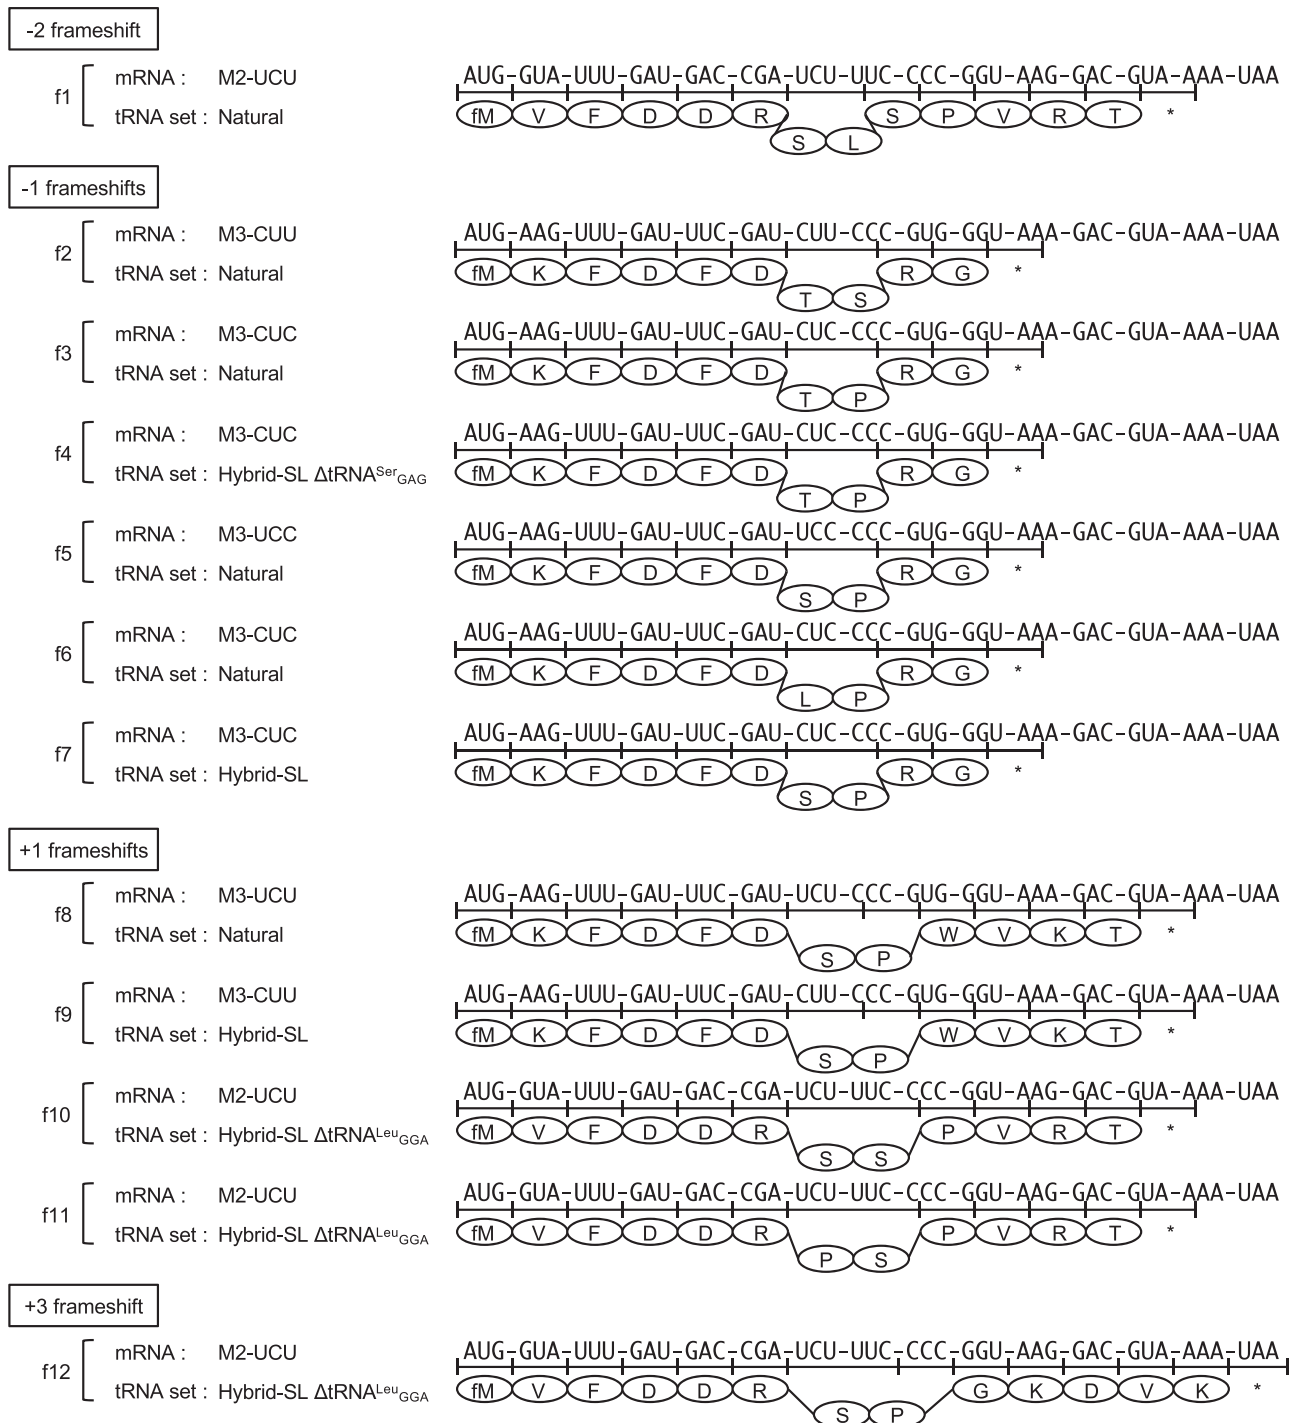 -2 frameshift
AUG-GUA-UUU-GAU-GAC-CGA-UCU-UUC-CCC-GGU-AAG-GAC-GUA-AAA-UAA
f1
mRNA : M2-UCU
tRNA set : Natural
fM V F D D R S L S P V R T *
-1 frameshifts
AUG-AAG-UUU-GAU-UUC-GAU-CUU-CCC-GUG-GGU-AAA-GAC-GUA-AAA-UAA
f2
mRNA : M3-CUU
tRNA set : Natural
fM K F D F D T S R G *
AUG-AAG-UUU-GAU-UUC-GAU-CUC-CCC-GUG-GGU-AAA-GAC-GUA-AAA-UAA
f3
mRNA : M3-CUC
tRNA set : Natural
fM K F D F D T P R G *
AUG-AAG-UUU-GAU-UUC-GAU-CUC-CCC-GUG-GGU-AAA-GAC-GUA-AAA-UAA
f4
mRNA : M3-CUC
tRNA set : Hybrid-SL ΔtRNASerGAG
fM K F D F D T P R G *
AUG-AAG-UUU-GAU-UUC-GAU-UCC-CCC-GUG-GGU-AAA-GAC-GUA-AAA-UAA
f5
mRNA : M3-UCC
tRNA set : Natural
fM K F D F D S P R G *
AUG-AAG-UUU-GAU-UUC-GAU-CUC-CCC-GUG-GGU-AAA-GAC-GUA-AAA-UAA
f6
mRNA : M3-CUC
tRNA set : Natural
fM K F D F D L P R G *
AUG-AAG-UUU-GAU-UUC-GAU-CUC-CCC-GUG-GGU-AAA-GAC-GUA-AAA-UAA
f7
mRNA : M3-CUC
tRNA set : Hybrid-SL
fM K F D F D S P R G *
+1 frameshifts
AUG-AAG-UUU-GAU-UUC-GAU-UCU-CCC-GUG-GGU-AAA-GAC-GUA-AAA-UAA
f8
mRNA : M3-UCU
tRNA set : Natural
fM K F D F D S P W V K T *
AUG-AAG-UUU-GAU-UUC-GAU-CUU-CCC-GUG-GGU-AAA-GAC-GUA-AAA-UAA
f9
mRNA : M3-CUU
tRNA set : Hybrid-SL
fM K F D F D S P W V K T *
AUG-GUA-UUU-GAU-GAC-CGA-UCU-UUC-CCC-GGU-AAG-GAC-GUA-AAA-UAA
f10
mRNA : M2-UCU
tRNA set : Hybrid-SL ΔtRNALeuGGA
fM V F D D R S S P V R T *
AUG-GUA-UUU-GAU-GAC-CGA-UCU-UUC-CCC-GGU-AAG-GAC-GUA-AAA-UAA
f11
mRNA : M2-UCU
tRNA set : Hybrid-SL ΔtRNALeuGGA
fM V F D D R P S P V R T *
+3 frameshift
AUG-GUA-UUU-GAU-GAC-CGA-UCU-UUC-CCC-GGU-AAG-GAC-GUA-AAA-UAA
f12
mRNA : M2-UCU
tRNA set : Hybrid-SL ΔtRNALeuGGA
fM V F D D R S P G K D V K *